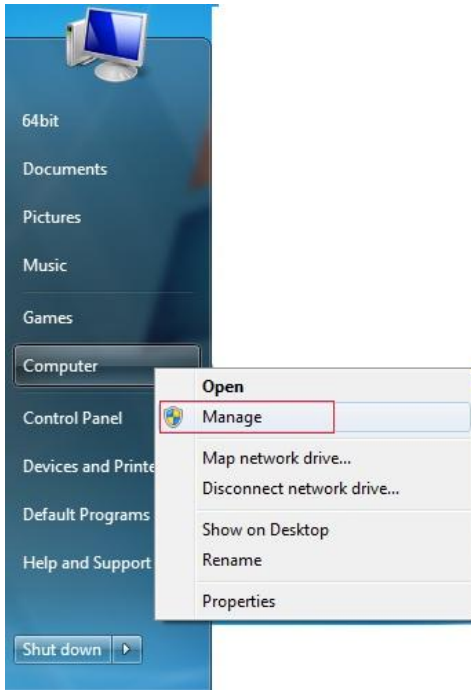 64bit
Documents
Pictures
Music
Games
Computer
Control Panel
Devices and Printe
Default Programs
Help and Support
Shut down
Open
Manage
Map network drive...
Disconnect network drive...
Show on Desktop
Rename
Properties